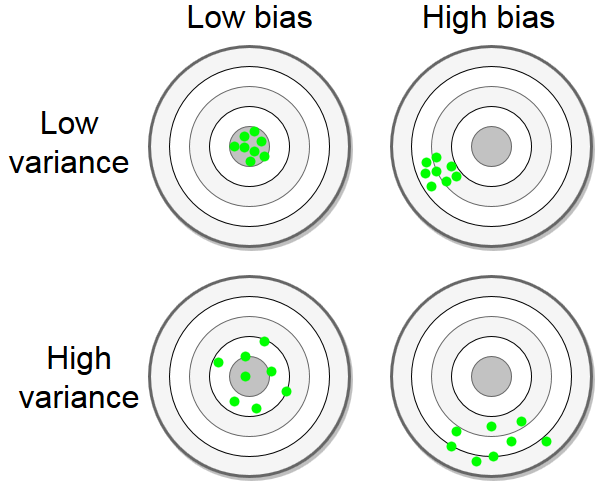 Low bias
High bias
Low
variance
High
variance